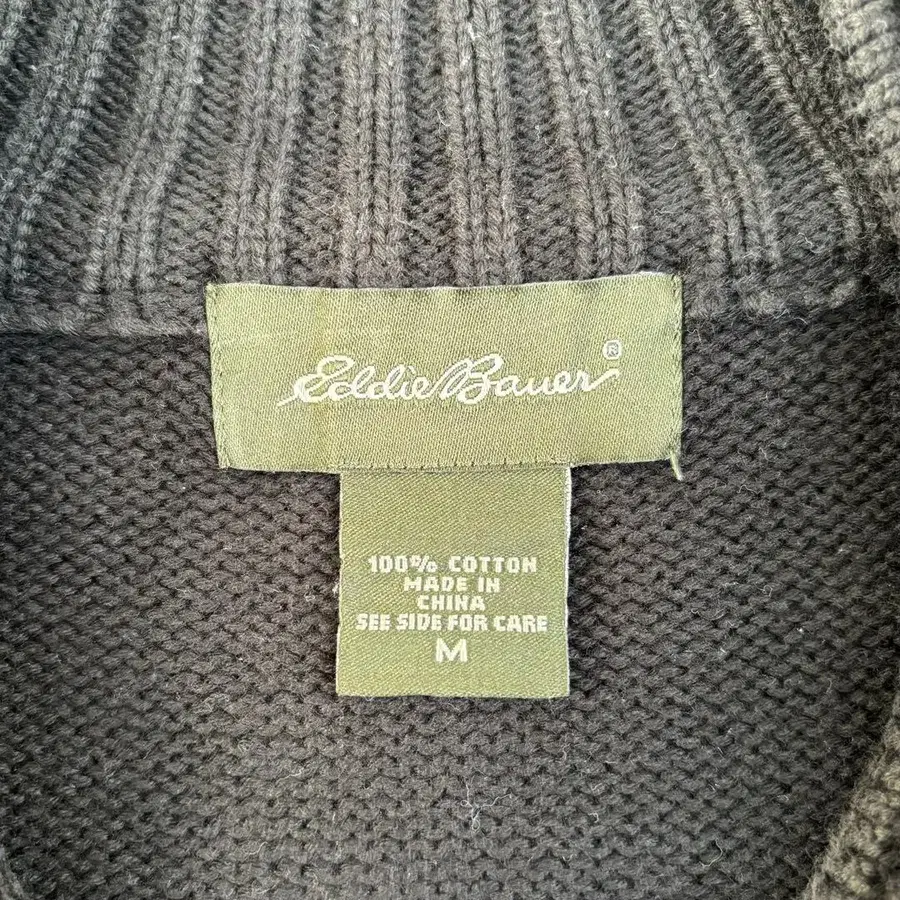 Eddie Bauer®
100% COTTON
MADE IN
CHINA
SEE SIDE FOR CARE
M